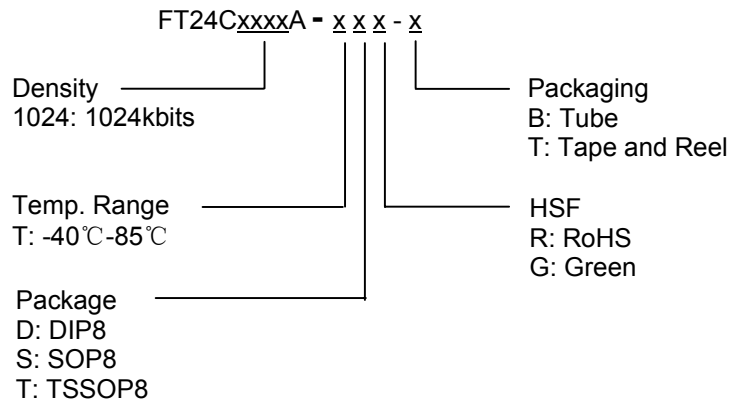 FT24CxxxxA - x x x - x
Density
1024: 1024kbits
Packaging
B: Tube
T: Tape and Reel
Temp. Range
T: -40℃-85℃
HSF
R: RoHS
G: Green
Package
D: DIP8
S: SOP8
T: TSSOP8